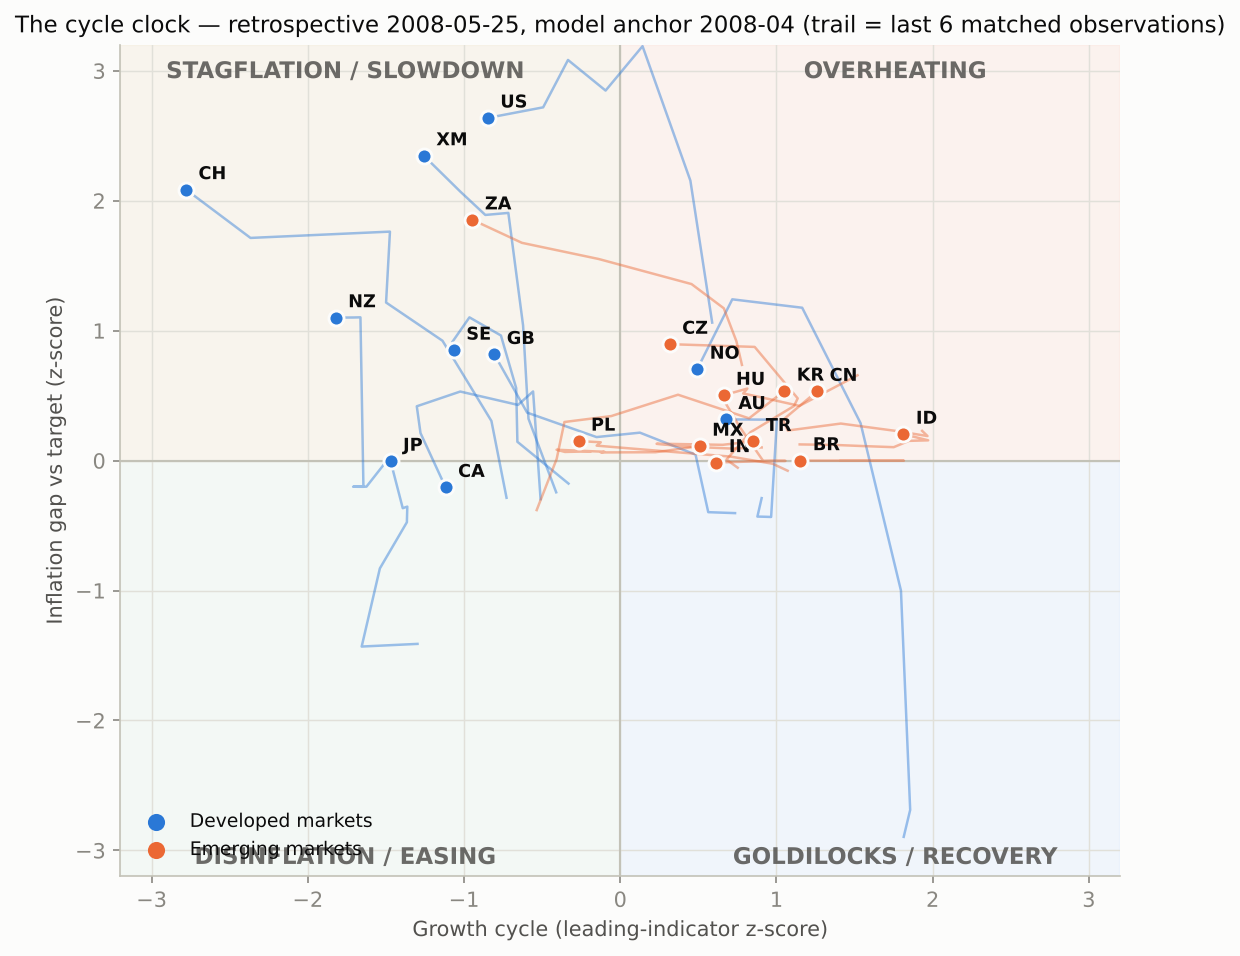 The cycle clock — retrospective 2008-05-25, model anchor 2008-04 (trail = last 6 matched observations)
STAGFLATION / SLOWDOWN
OVERHEATING
US
XM
CH
ZA
NZ
SE
GB
CZ
NO
HU
KR
CN
AU
ID
PL
MX
TR
IN
BR
JP
CA
3
2
1
0
−1
−2
−3
Inflation gap vs target (z-score)
Developed markets
Emerging markets
DISINFLATION / EASING
GOLDILOCKS / RECOVERY
−3
−2
−1
0
1
2
3
Growth cycle (leading-indicator z-score)